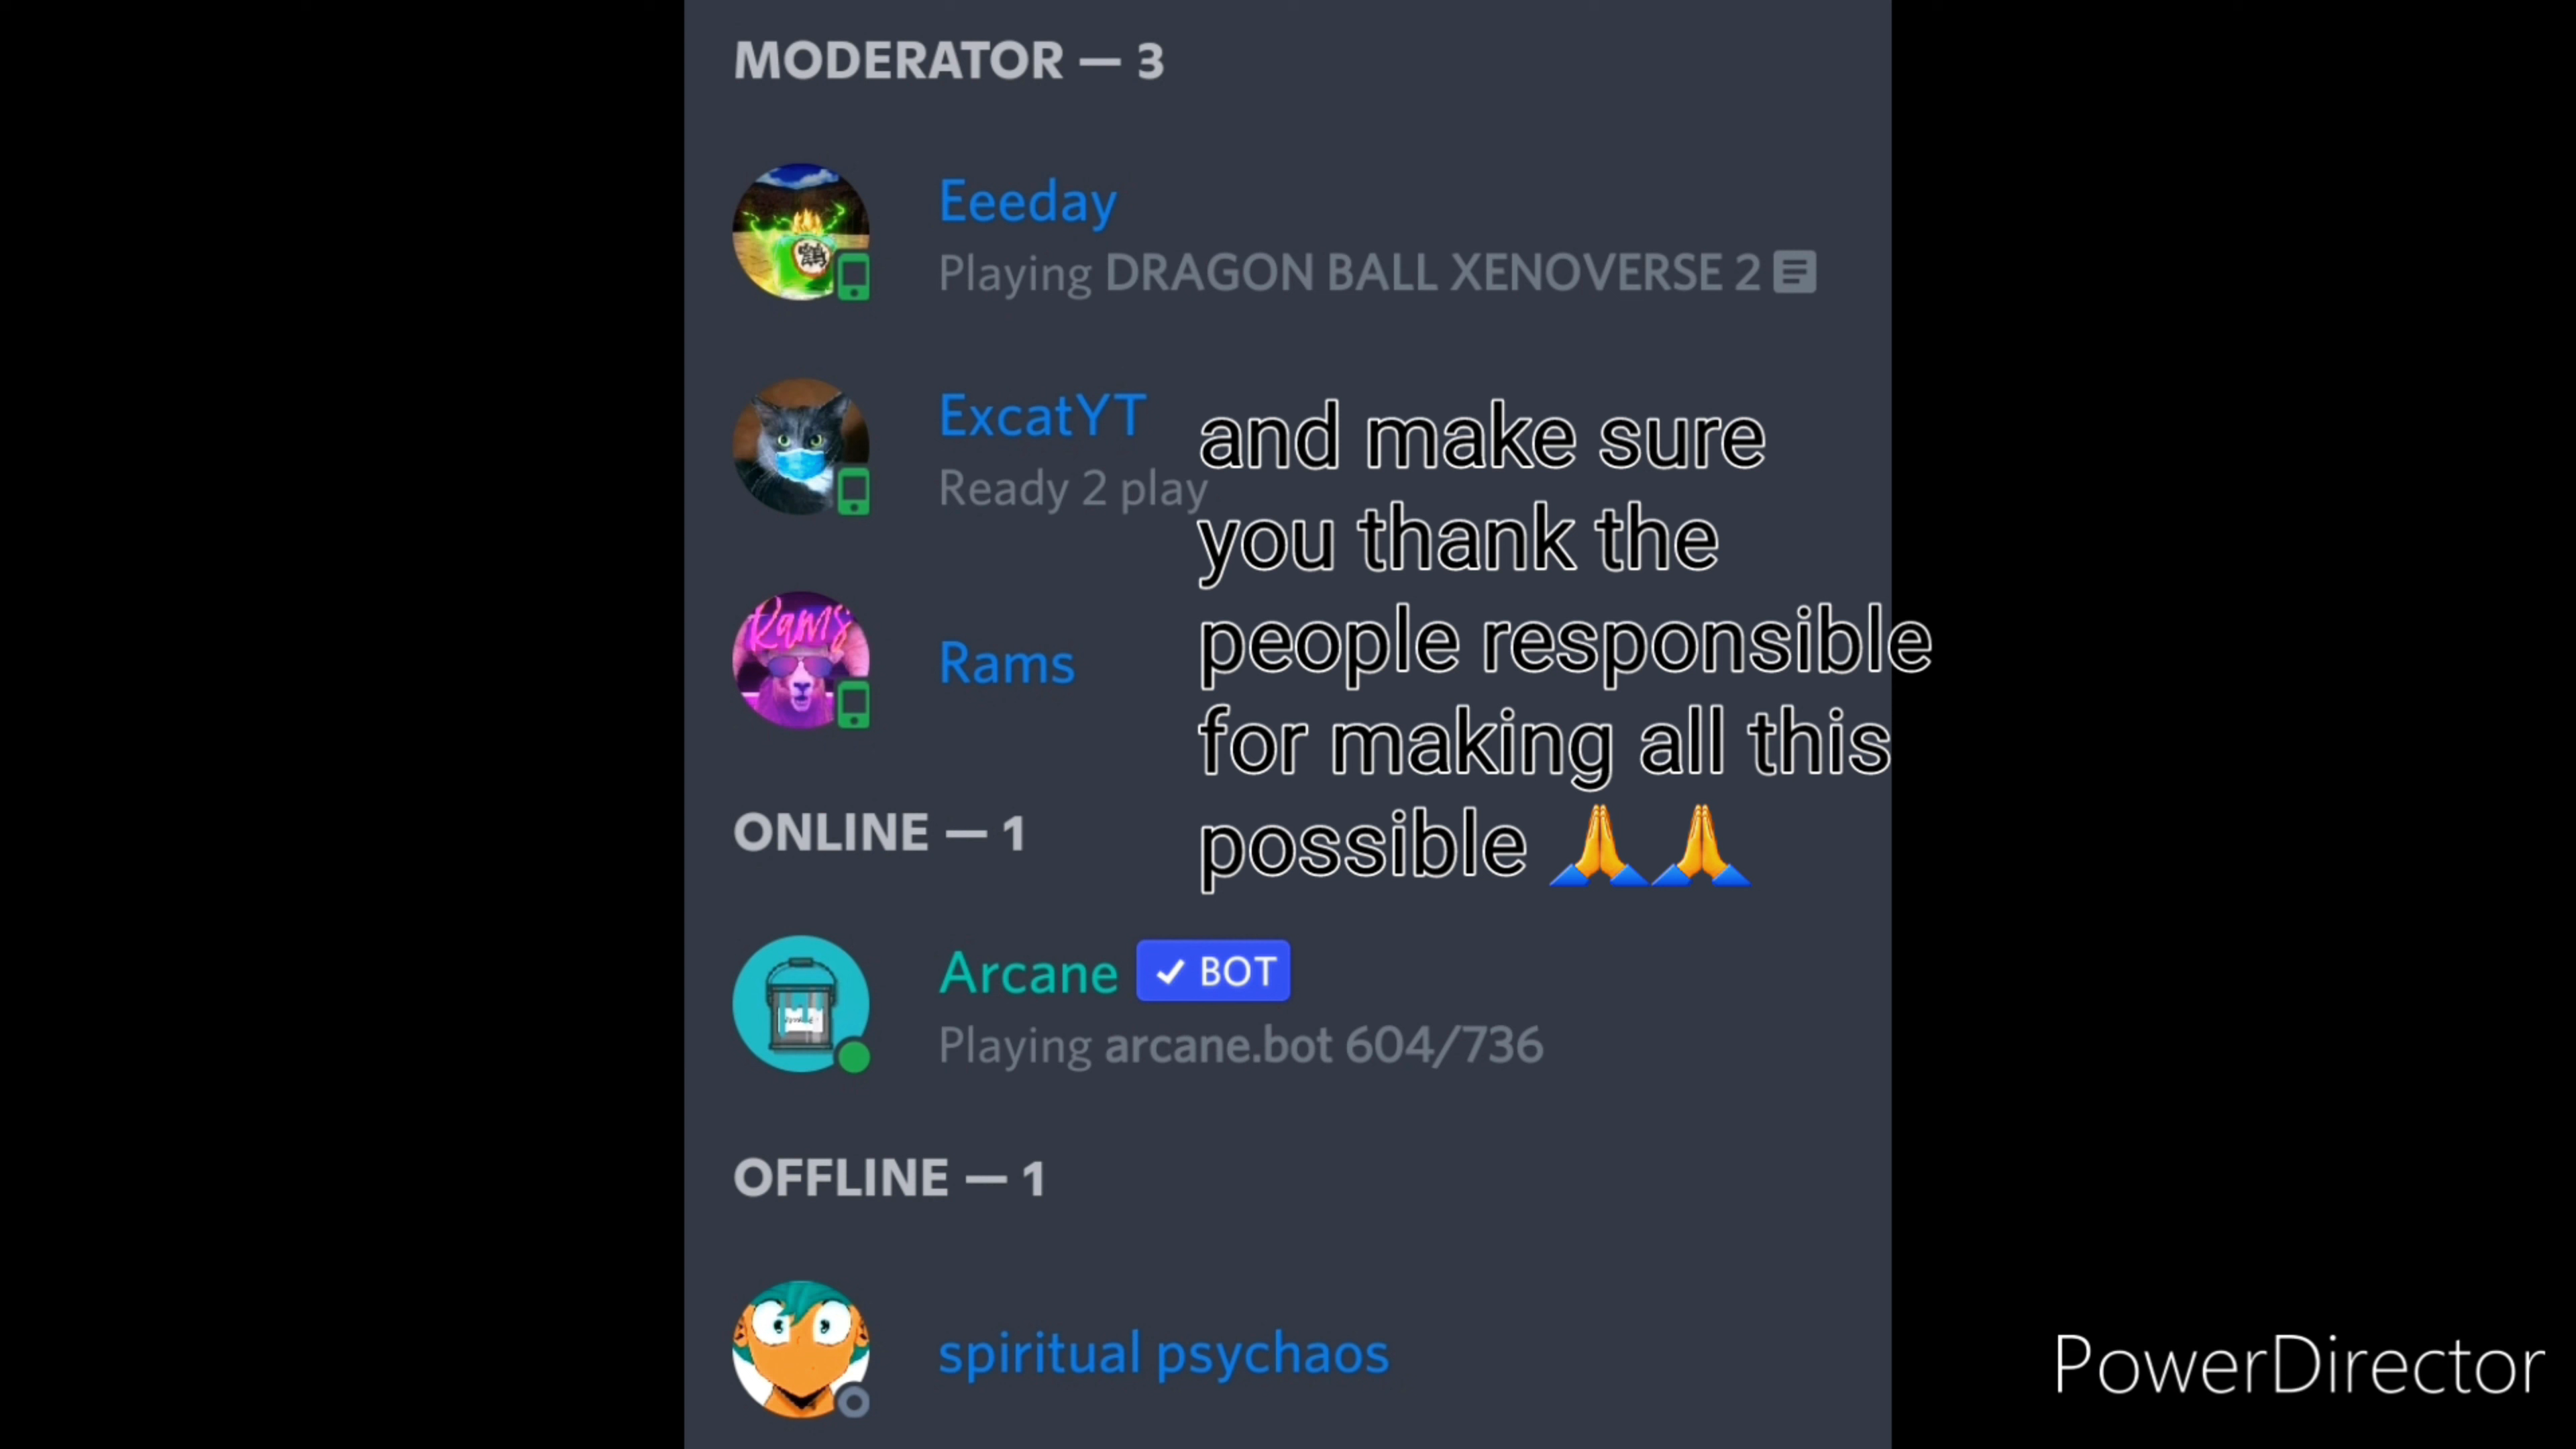 MODERATOR — 3
Eeeday
Playing DRAGON BALL XENOVERSE 2
ExcatYT
Ready 2 play
and make sure
you thank the
people responsible
for making all this
possible 🙏🙏
Rams
Rams
ONLINE — 1
Arcane ✓ BOT
Playing arcane.bot 604/736
OFFLINE — 1
spiritual psychaos
PowerDirector